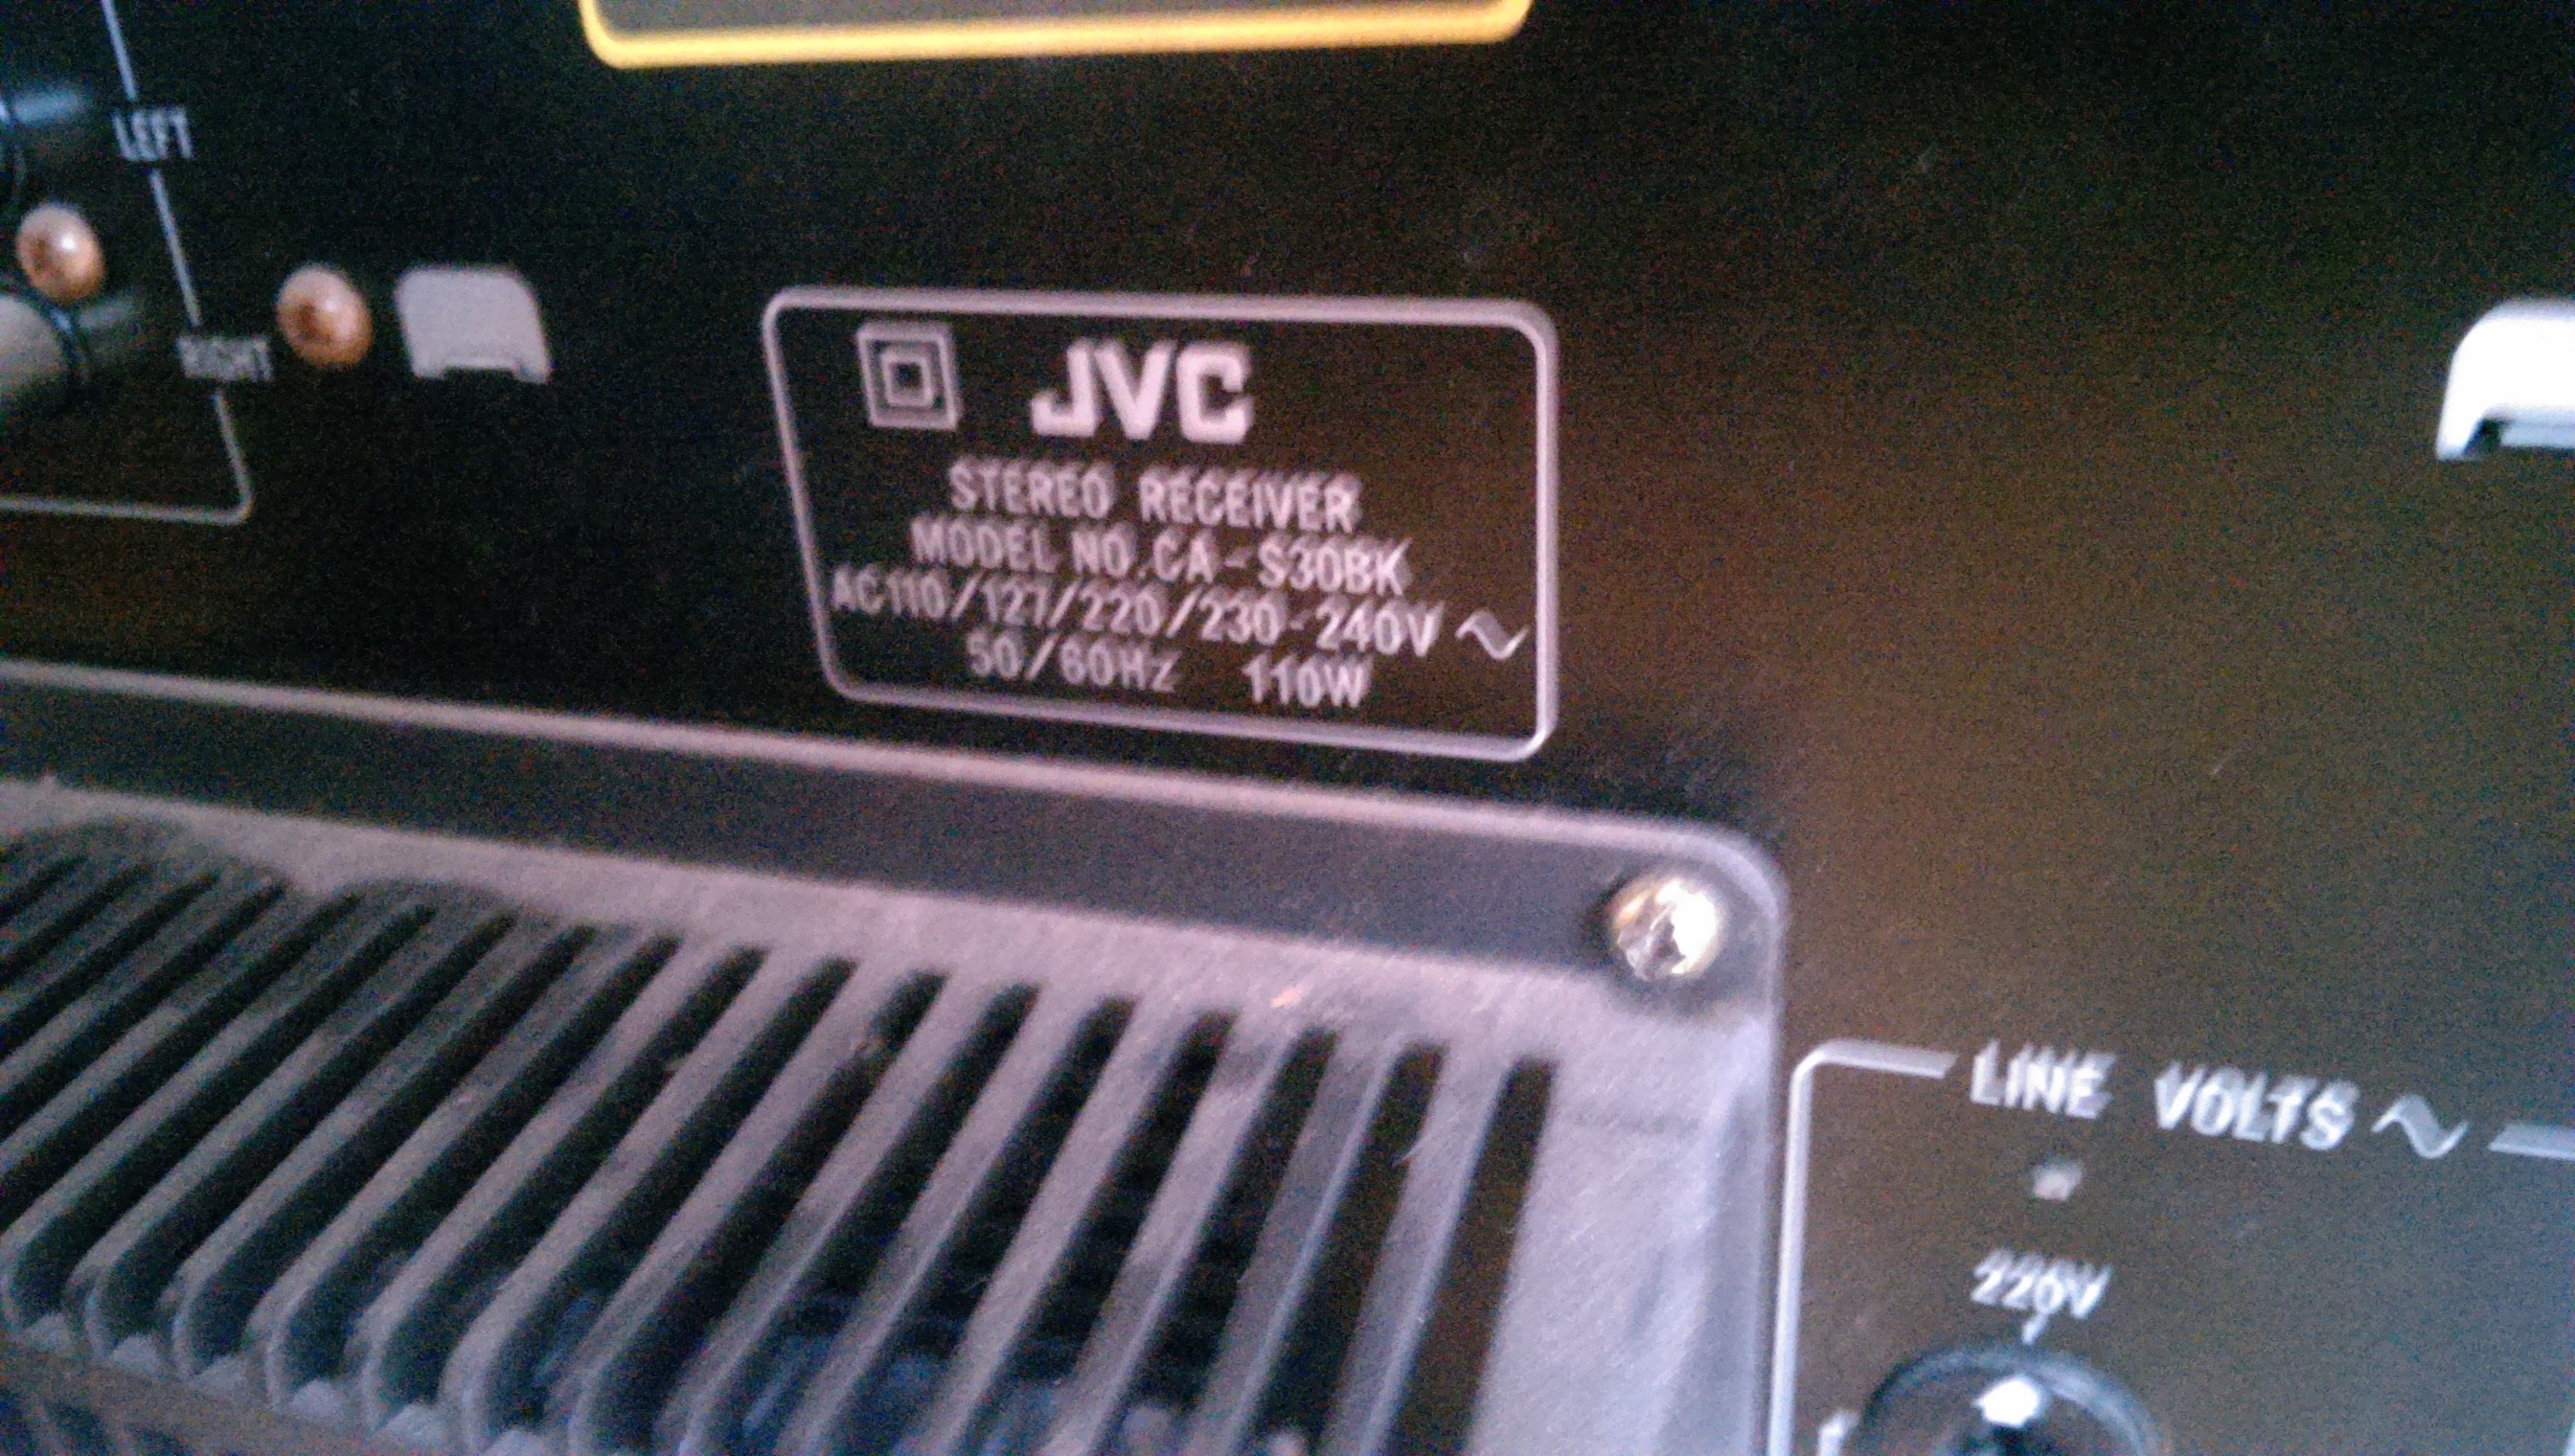 LEFT
RIGHT
JVC
STEREO RECEIVER
MODEL NO. CA-S30BK
AC110/127/220/230-240V ~
50/60Hz 110W
LINE VOLTS ~
220V